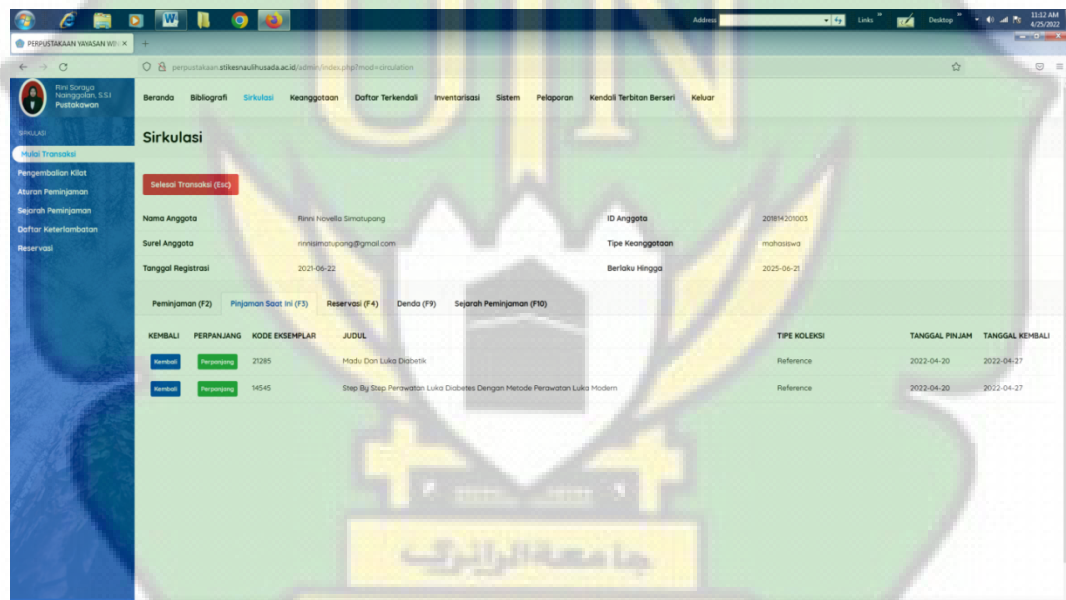 Address
Links
Desktop
11:12 AM
4/25/2022
PERPUSTAKAAN YAYASAN
perpustakaan.stikesnaulihusada.ac.id/admin/index.php?mod=circulation
Rini Soraya
Nainggolan, S.S.I
Pustakawan
Beranda Bibliografi Sirkulasi Keanggotaan Daftar Terkendali Inventarisasi Sistem Pelaporan Kendali Terbitan Berseri Keluar
SIRKULASI
Mulai Transaksi
Pengembalian Kilat
Aturan Peminjaman
Sejarah Peminjaman
Daftar Keterlambatan
Reservasi
Sirkulasi
Selesai Transaksi (Esc)
Nama Anggota Rinni Novella Simatupang ID Anggota 201814201003
Surel Anggota rinnisimatupang@gmail.com Tipe Keanggotaan mahasiswa
Tanggal Registrasi 2021-06-22 Berlaku Hingga 2025-06-21
Peminjaman (F2) Pinjaman Saat Ini (F3) Reservasi (F4) Denda (F9) Sejarah Peminjaman (F10)
KEMBALI PERPANJANG KODE EKSEMPLAR JUDUL TIPE KOLEKSI TANGGAL PINJAM TANGGAL KEMBALI
Kembali Perpanjang 21285 Madu Dan Luka Diabetik Reference 2022-04-20 2022-04-27
Kembali Perpanjang 14545 Step By Step Perawatan Luka Diabetes Dengan Metode Perawatan Luka Modern Reference 2022-04-20 2022-04-27
جامعة الرانري